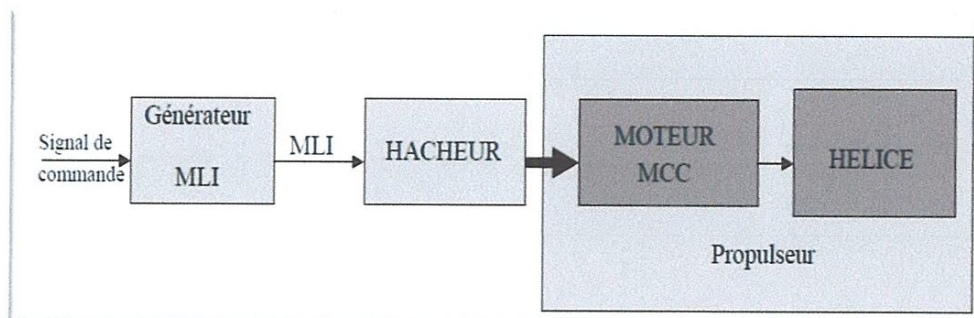 Signal de
commande
Générateur
MLI
MLI
HACHEUR
MOTEUR
MCC
HELICE
Propulseur